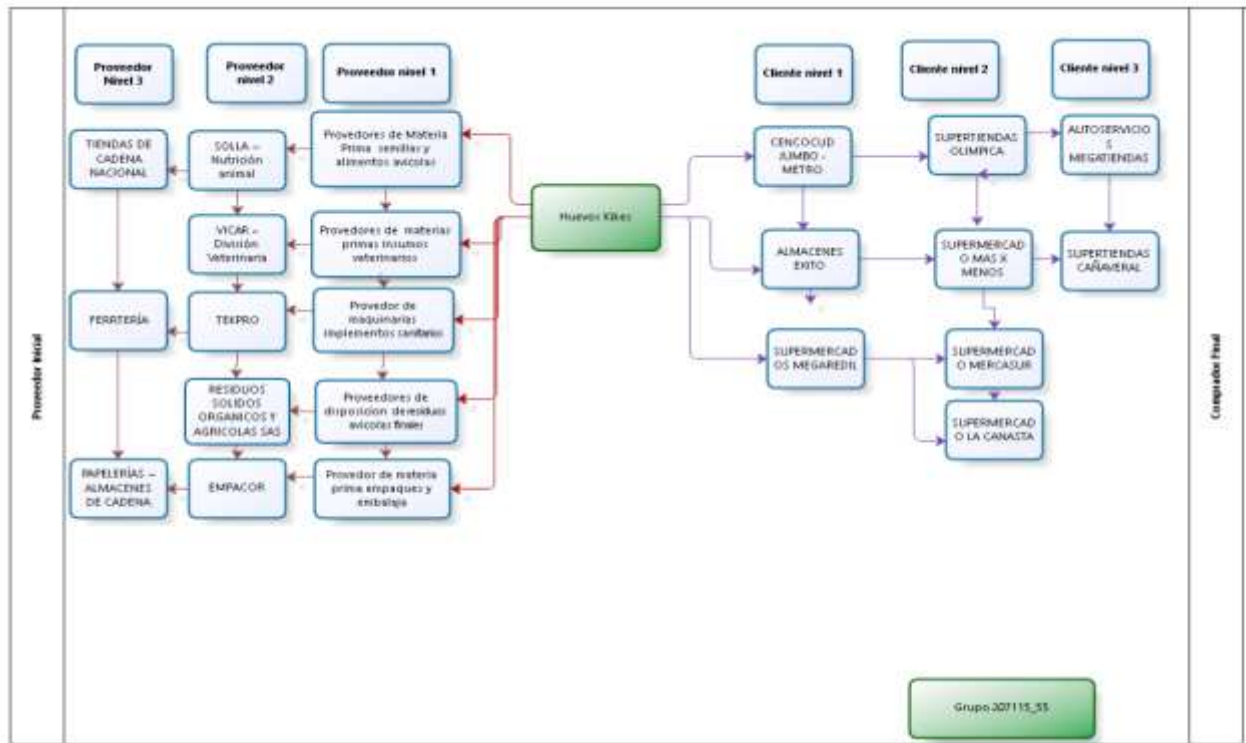 Proveedor Inicial
Proveedor
Nivel 3
Proveedor
nivel 2
Proveedor nivel 1
TIENDAS DE
CADENA
NACIONAL
SOLLA –
Nutrición
animal
Provedores de Materia
Prima semillas y
alimentos avicolas
VICAR –
División
Veterinaria
Provedores de materias
primas insumos
veterinarios
FERRTERÍA
TEKPRO
Provedor de
maquinarias
implementos sanitarios
RESIDUOS
SOLIDOS
ORGANICOS Y
AGRICOLAS SAS
Proveedores de
disposicion de residuos
avicolas finales
PAPELERÍAS –
ALMACENES
DE CADENA
EMPACOR
Provedor de materia
prima empaques y
embalaja
Huevos Kikes
Cliente nivel 1
Cliente nivel 2
Cliente nivel 3
CENCOCUD
JUMBO -
METRO
SUPERTIENDAS
OLIMPICA
AUTOSERVICIO
S
MEGATIENDAS
ALMACENES
EXITO
SUPERMERCAD
O MAS X
MENOS
SUPERTIENDAS
CAÑAVERAL
SUPERMERCAD
OS MEGAREDIL
SUPERMERCAD
O MERCASUR
SUPERMERCAD
O LA CANASTA
Grupo 207115_55
Comprador Final